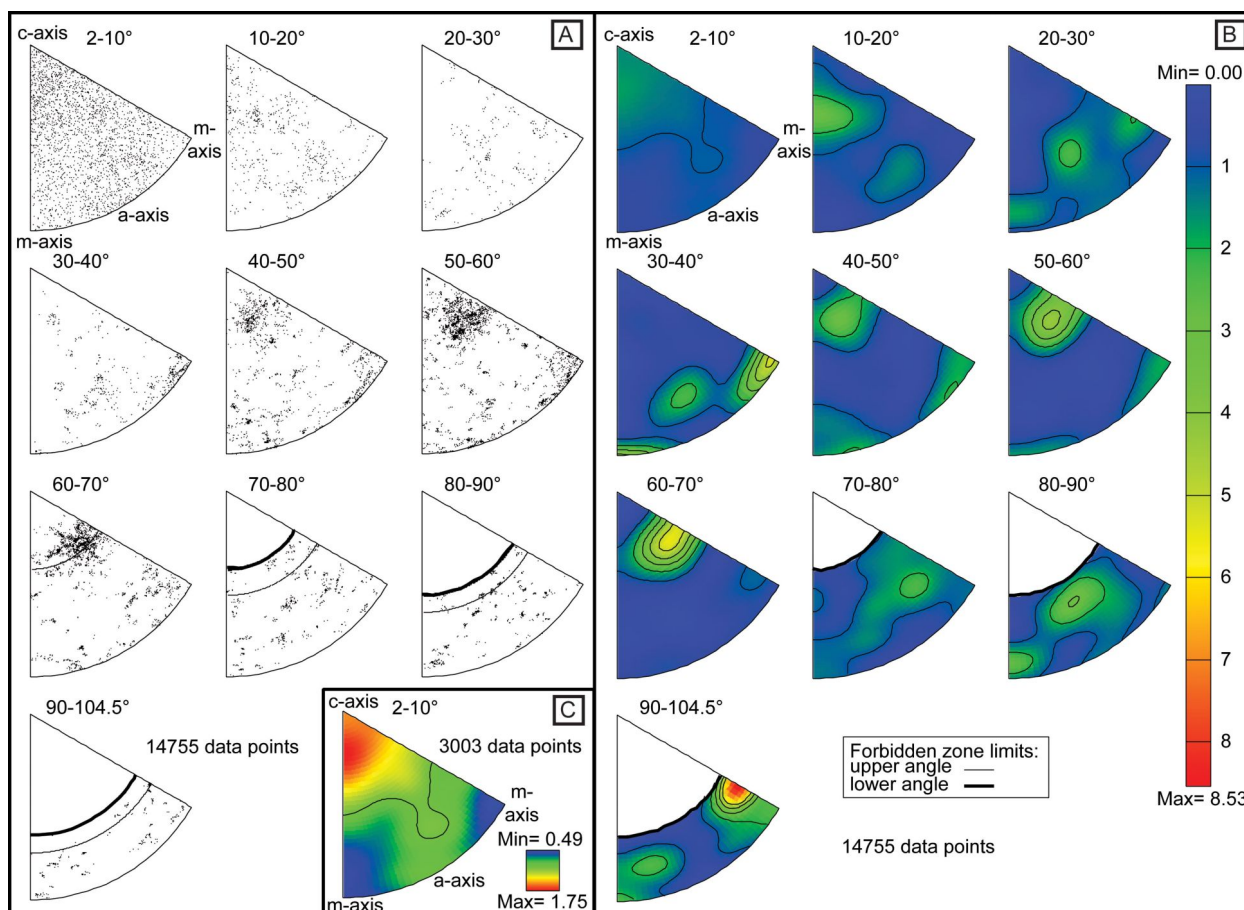 A
c-axis
2-10°
10-20°
20-30°
m-
axis
a-axis
m-axis
30-40°
40-50°
50-60°
60-70°
70-80°
80-90°
90-104.5°
14755 data points
C
c-axis
2-10°
3003 data points
m-
axis
Min= 0.49
a-axis
m-axis
Max= 1.75
B
c-axis
2-10°
10-20°
20-30°
Min= 0.00
m-
axis
1
a-axis
m-axis
2
30-40°
40-50°
50-60°
3
4
5
60-70°
70-80°
80-90°
6
7
90-104.5°
8
Forbidden zone limits:
upper angle
lower angle
Max= 8.53
14755 data points